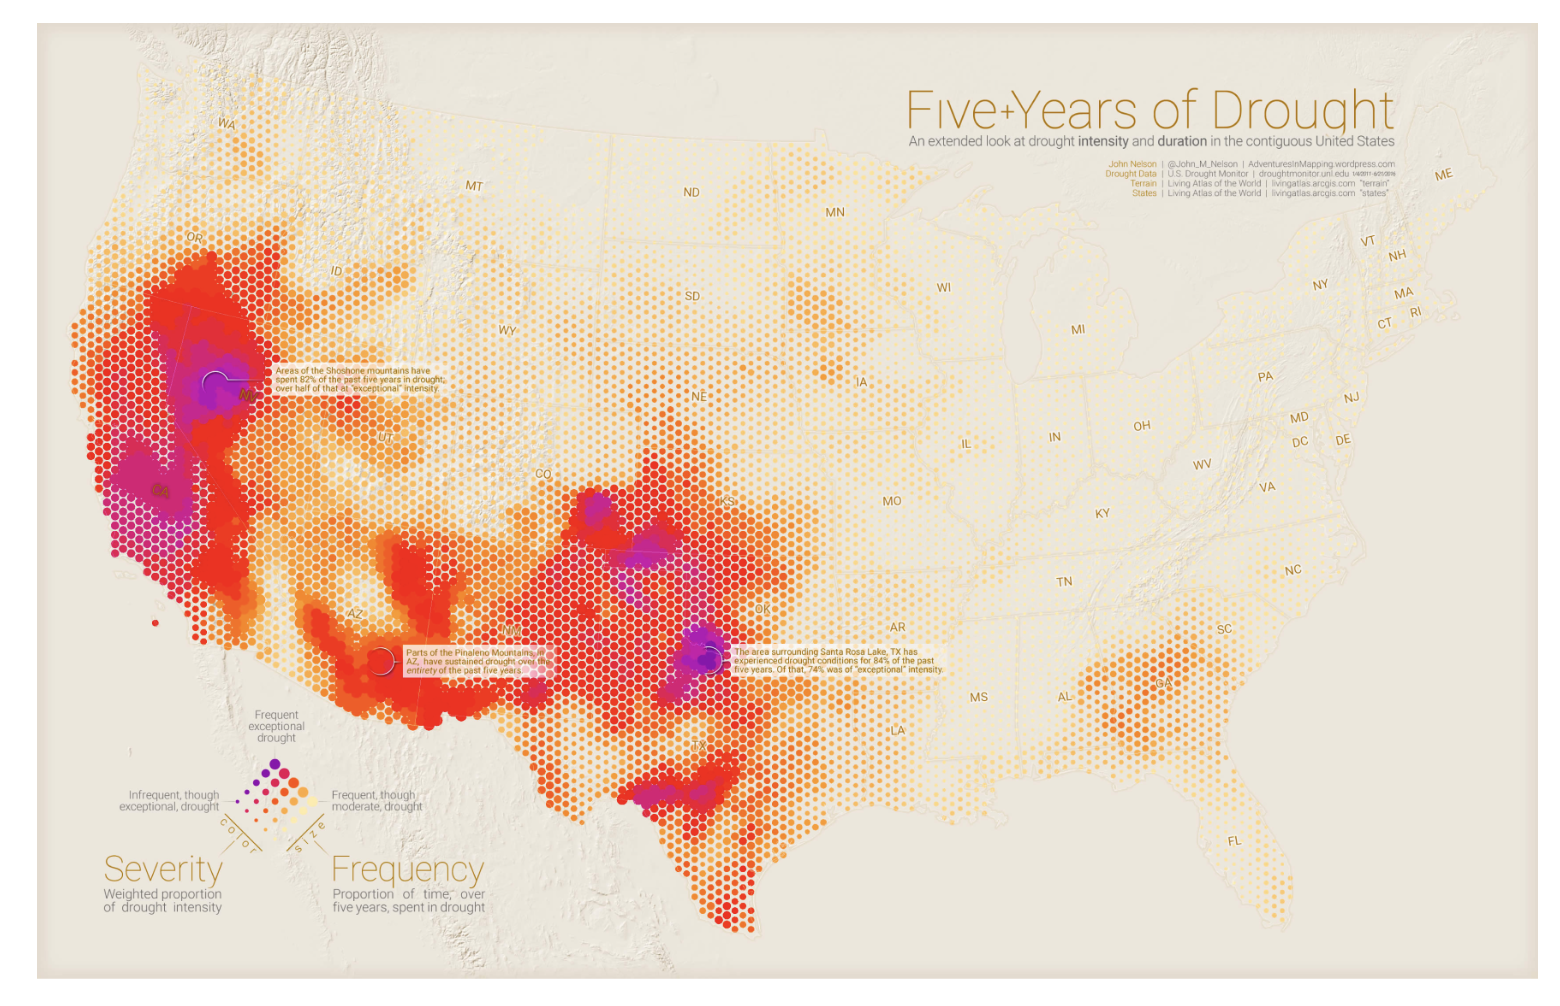 Five+Years of Drought
An extended look at drought intensity and duration in the contiguous United States
John Nelson | @John_M_Nelson | AdventuresInMapping.wordpress.com
Drought Data | U.S. Drought Monitor | droughtmonitor.unl.edu
Terrain | Living Atlas of the World | livingatlas.arcgis.com "terrain"
States | Living Atlas of the World | livingatlas.arcgis.com "states"
WA
MT
ND
MN
ME
OR
ID
WY
SD
WI
MI
NY
VT
NH
MA
RI
CT
Areas of the Shoshone mountains have
spent 82% of the past five years in drought;
over half of that at "exceptional" intensity.
NV
UT
CO
NE
IA
IL
IN
OH
PA
NJ
MD
DC
DE
WV
VA
CA
KS
MO
KY
AZ
NM
OK
AR
TN
NC
SC
Parts of the Pinaleno Mountains, in
AZ, have sustained drought over the
entirety of the past five years.
The area surrounding Santa Rosa Lake, TX has
experienced drought conditions for 84% of the past
five years. Of that, 74% was of "exceptional" intensity.
TX
LA
MS
AL
GA
FL
Frequent
exceptional
drought
Infrequent, though
exceptional, drought
Frequent, though
moderate, drought
color
size
Severity
Weighted proportion
of drought intensity
Frequency
Proportion of time, over
five years, spent in drought